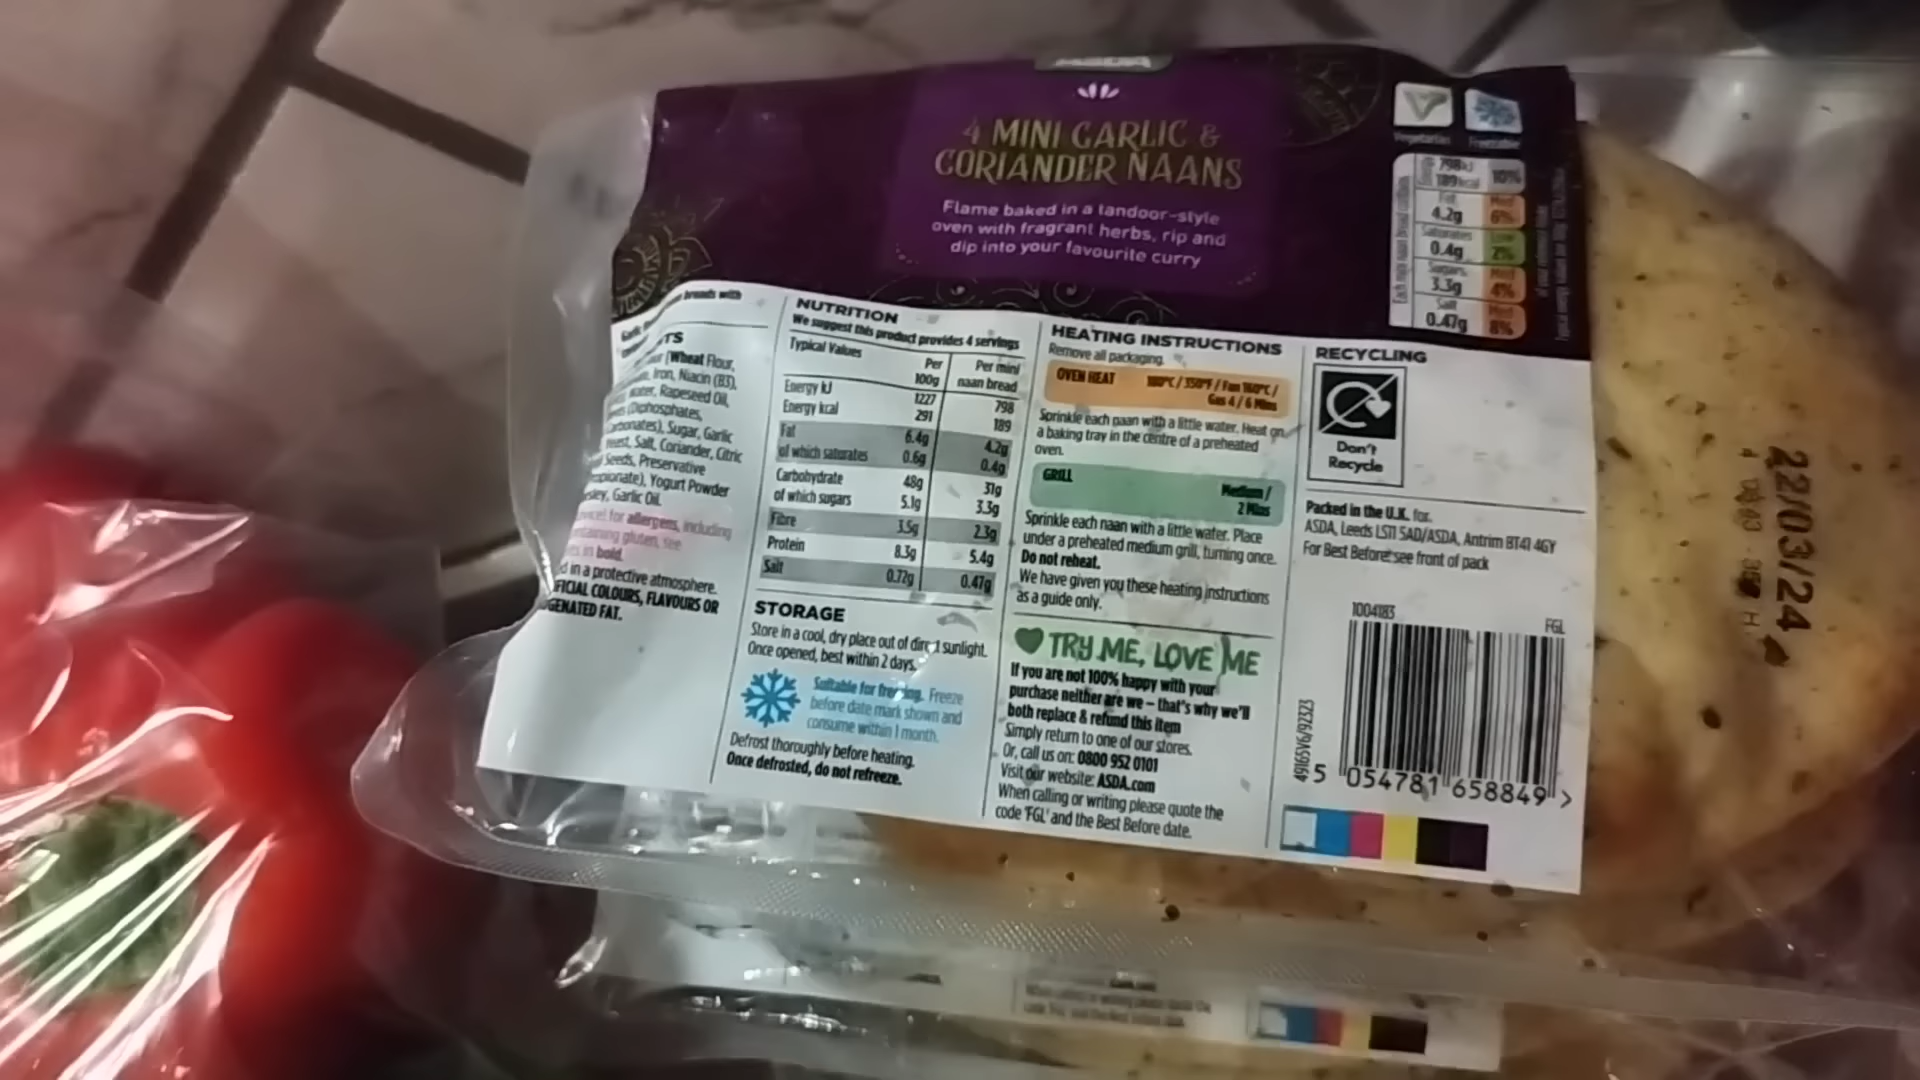 ASDA
4 MINI GARLIC &
CORIANDER NAANS
Flame baked in a tandoor-style
oven with fragrant herbs, rip and
dip into your favourite curry
Vegetarian
Freezable
798kJ
189kcal 10%
Fat Med
4.2g 6%
Saturates Low
0.4g 2%
Sugars Med
3.3g 4%
Salt Med
0.47g 8%
breads with
TS
(Wheat Flour,
Iron, Niacin (B3),
Water, Rapeseed Oil,
(Diphosphates,
Carbonates), Sugar, Garlic
Yeast, Salt, Coriander, Citric
Seeds, Preservative
Yogurt Powder
Garlic Oil.
for allergens, including
gluten, see
in bold.
d in a protective atmosphere.
FICIAL COLOURS, FLAVOURS OR
GENATED FAT.
NUTRITION
We suggest this product provides 4 servings
Typical Values Per 100g Per mini naan bread
Energy kJ 1227 798
Energy kcal 291 189
Fat 6.4g 4.2g
of which saturates 0.6g 0.4g
Carbohydrate 48g 31g
of which sugars 5.1g 3.3g
Fibre 3.5g 2.3g
Protein 8.3g 5.4g
Salt 0.72g 0.47g
STORAGE
Store in a cool, dry place out of direct sunlight.
Once opened, best within 2 days.
Suitable for freezing. Freeze
before date mark shown and
consume within 1 month.
Defrost thoroughly before heating.
Once defrosted, do not refreeze.
HEATING INSTRUCTIONS
Remove all packaging.
OVEN HEAT 180°C / 350°F / Fan 160°C /
Gas 4 / 6 Mins
Sprinkle each naan with a little water. Heat on
a baking tray in the centre of a preheated
oven.
GRILL Medium /
2 Mins
Sprinkle each naan with a little water. Place
under a preheated medium grill, turning once.
Do not reheat.
We have given you these heating instructions
as a guide only.
TRY ME, LOVE ME
If you are not 100% happy with your
purchase neither are we – that's why we'll
both replace & refund this item
Simply return to one of our stores.
Or, call us on: 0800 952 0101
Visit our website: ASDA.com
When calling or writing please quote the
code 'FGL' and the Best Before date.
RECYCLING
Don't
Recycle
Packed in the U.K. for.
ASDA, Leeds LS11 5AD/ASDA, Antrim BT41 4GY
For Best Before: see front of pack
1004183 FGL
49165V6/92323
5 054781 658849 >
22/03/24